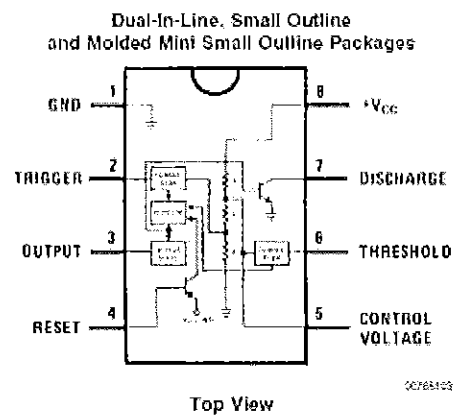 Dual-In-Line, Small Outline
and Molded Mini Small Outline Packages
1
GND
8
+VCC
2
TRIGGER
7
DISCHARGE
3
OUTPUT
6
THRESHOLD
4
RESET
5
CONTROL
VOLTAGE
Top View